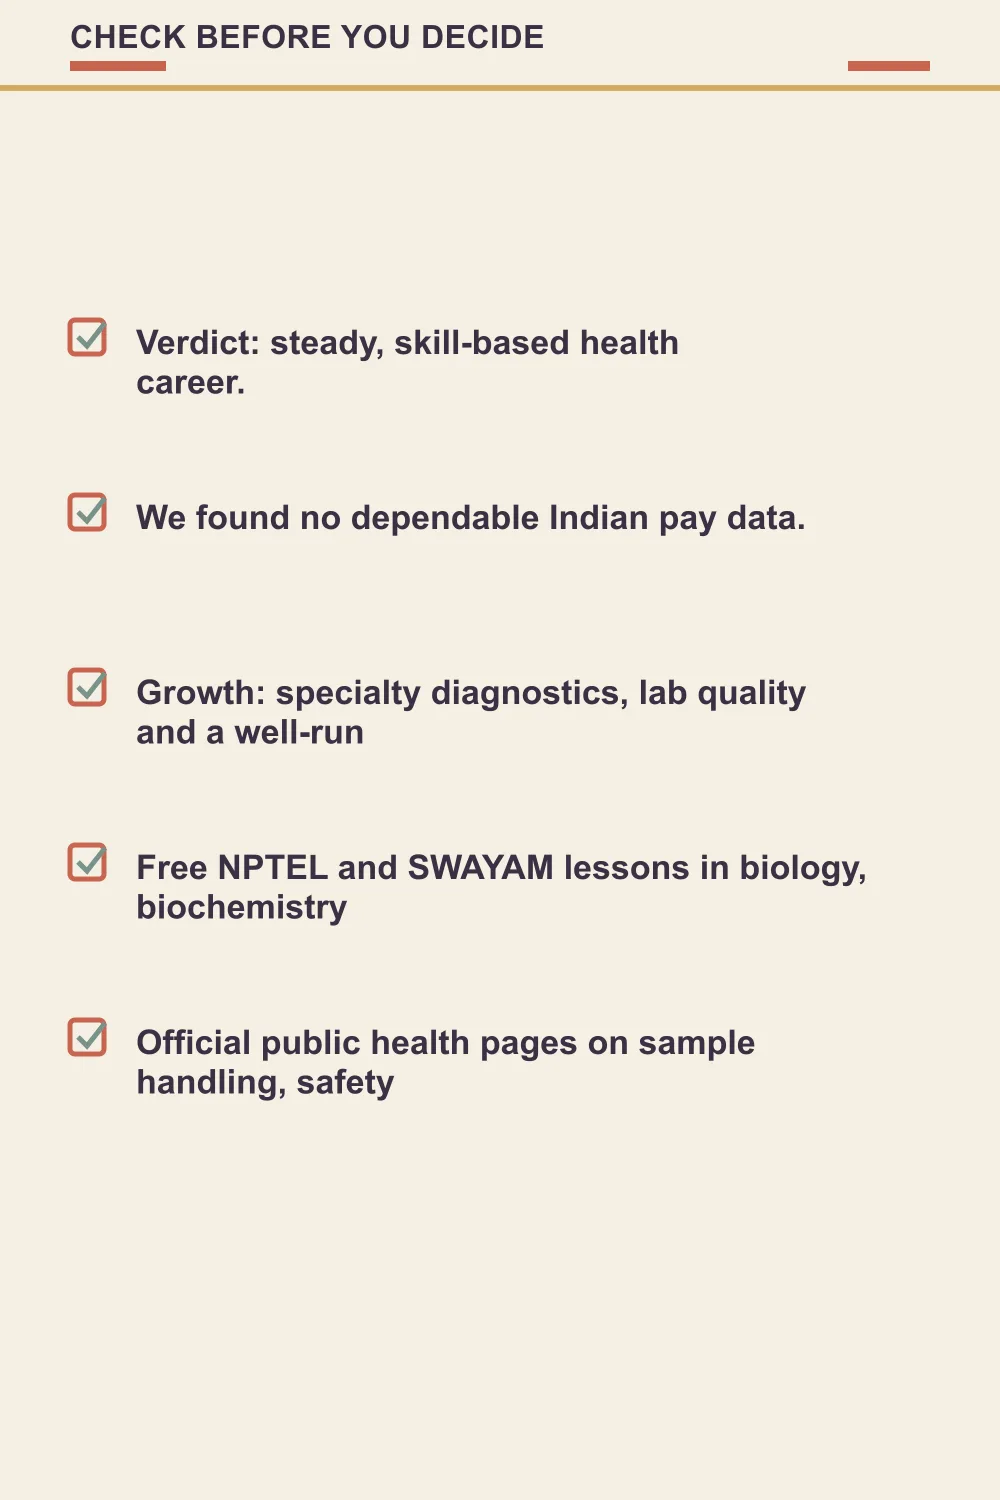 CHECK BEFORE YOU DECIDE
Verdict: steady, skill-based health
career.
We found no dependable Indian pay data.
Growth: specialty diagnostics, lab quality
and a well-run
Free NPTEL and SWAYAM lessons in biology,
biochemistry
Official public health pages on sample
handling, safety